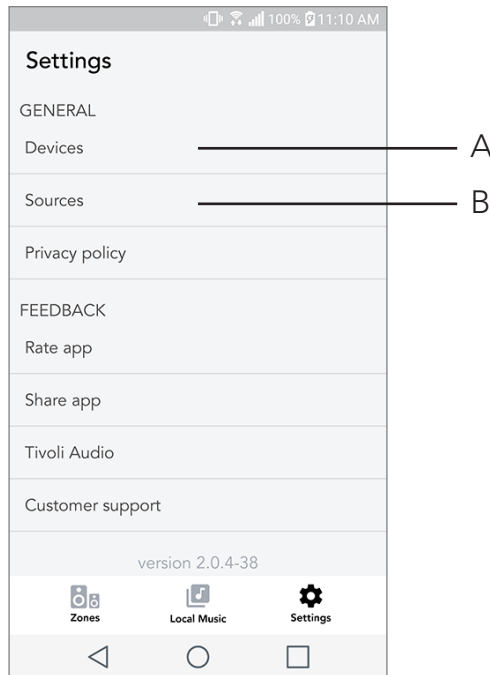 100% 11:10 AM
Settings
GENERAL
Devices
A
Sources
B
Privacy policy
FEEDBACK
Rate app
Share app
Tivoli Audio
Customer support
version 2.0.4-38
Zones Local Music Settings